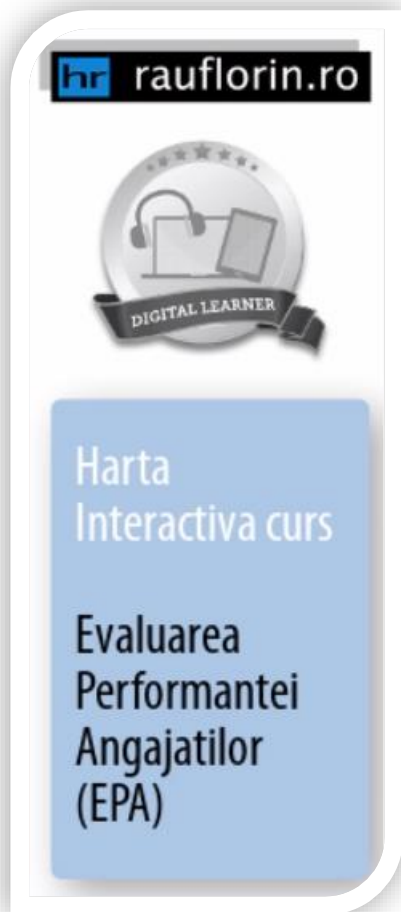 hr rauflorin.ro
DIGITAL LEARNER
Harta
Interactiva curs
Evaluarea
Performantei
Angajatilor
(EPA)